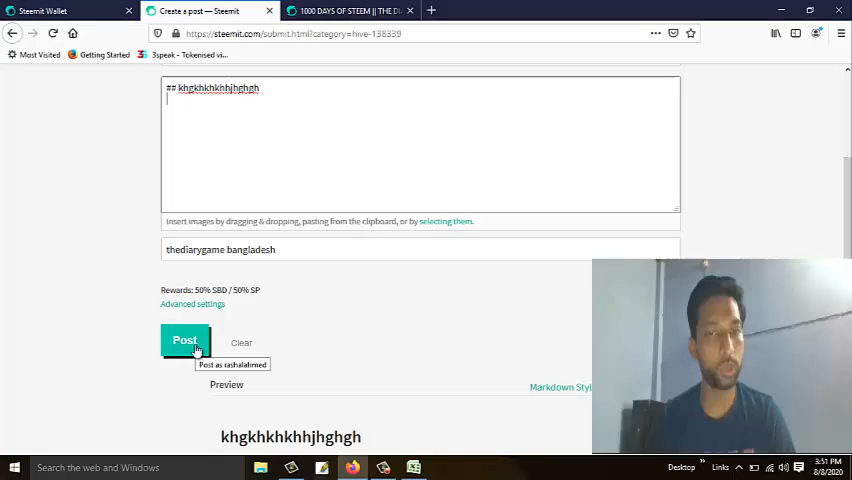 Steemit Wallet
Create a post — Steemit
1000 DAYS OF STEEM || THE DI
https://steemit.com/submit.html?category=hive-138339
Most Visited
Getting Started
3speak - Tokenised vi...
## khgkhkhkhhjhghgh
Insert images by dragging & dropping, pasting from the clipboard, or by selecting them.
thediarygame bangladesh
Rewards: 50% SBD / 50% SP
Advanced settings
Post
Clear
Post as rashalahmed
Preview
Markdown Styl
khgkhkhkhhjhghgh
Search the web and Windows
Desktop
Links
3:51 PM
8/8/2020